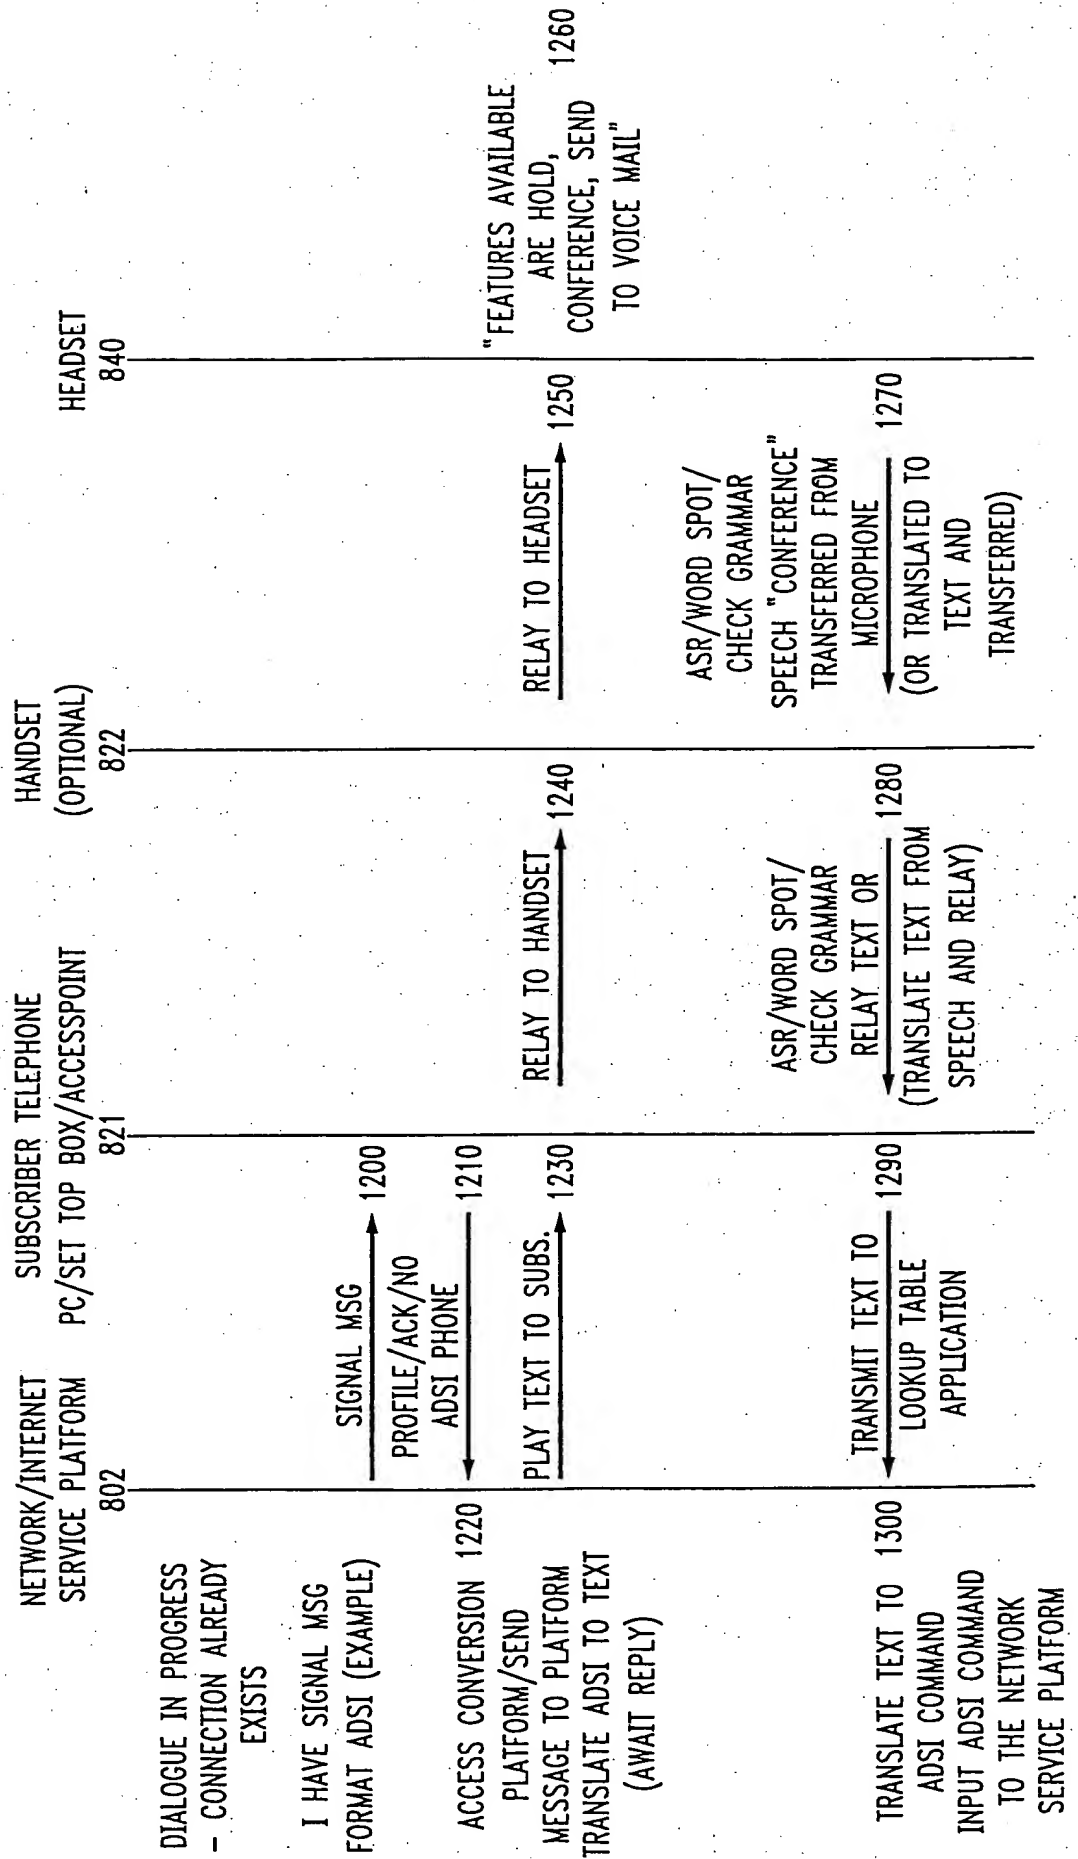 NETWORK/INTERNET
SERVICE PLATFORM
802
SUBSCRIBER TELEPHONE
PC/SET TOP BOX/ACCESSPOINT
821
HANDSET
(OPTIONAL)
822
HEADSET
840
DIALOGUE IN PROGRESS
- CONNECTION ALREADY
EXISTS
I HAVE SIGNAL MSG
FORMAT ADSI (EXAMPLE)
SIGNAL MSG
1200
PROFILE/ACK/NO
ADSI PHONE
1210
ACCESS CONVERSION 1220
PLATFORM/SEND
MESSAGE TO PLATFORM
TRANSLATE ADSI TO TEXT
(AWAIT REPLY)
PLAY TEXT TO SUBS.
1230
RELAY TO HANDSET
1240
RELAY TO HEADSET
1250
"FEATURES AVAILABLE
ARE HOLD,
CONFERENCE, SEND
TO VOICE MAIL"
1260
ASR/WORD SPOT/
CHECK GRAMMAR
SPEECH "CONFERENCE"
TRANSFERRED FROM
MICROPHONE
1270
(OR TRANSLATED TO
TEXT AND
TRANSFERRED)
ASR/WORD SPOT/
CHECK GRAMMAR
RELAY TEXT OR
1280
(TRANSLATE TEXT FROM
SPEECH AND RELAY)
TRANSMIT TEXT TO
1290
LOOKUP TABLE
APPLICATION
TRANSLATE TEXT TO 1300
ADSI COMMAND
INPUT ADSI COMMAND
TO THE NETWORK
SERVICE PLATFORM